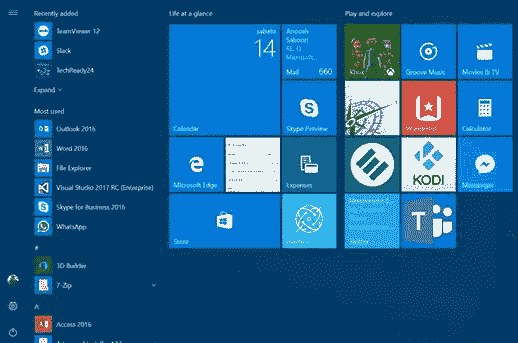 Recently added
TeamViewer 12
Slack
TechReady24
Expand
Most used
Outlook 2016
Word 2016
File Explorer
Visual Studio 2017 RC (Enterprise)
Skype for Business 2016
WhatsApp
#
3D Builder
7-Zip
A
Access 2016
Life at a glance
sabato
14
Calendar
Anoosh
Saboori
RE:
Microsoft...
Mail 660
Skype Preview
Microsoft Edge
Expenses
Store
Play and explore
Xbox
Groove Music
Movies & TV
Calculator
KODI
Messenger
Twitter